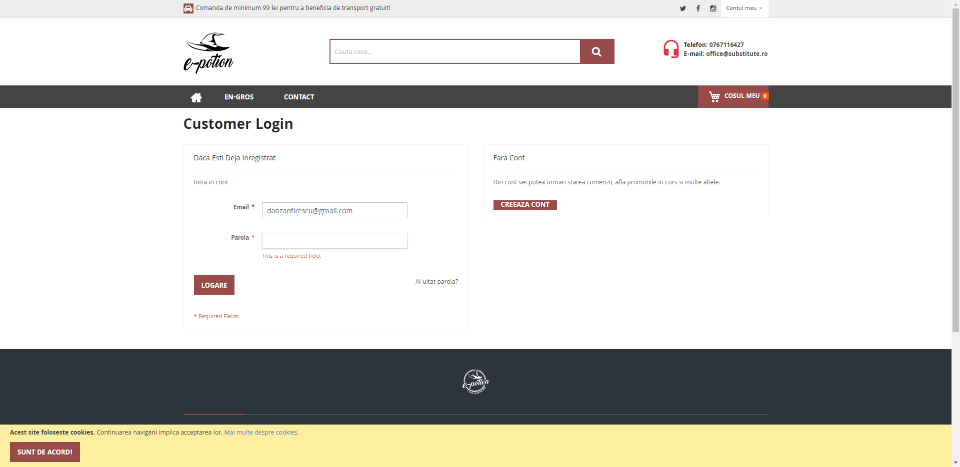 Comanda de minimum 99 lei pentru a beneficia de transport gratuit!
Contul meu
e-potion
Cauta ceva...
Telefon: 0767116427
E-mail: office@substitute.ro
EN-GROS
CONTACT
COSUL MEU 0
Customer Login
Daca Esti Deja Inregistrat
Intra in cont
Email *
danzanfirescu@gmail.com
Parola *
This is a required field.
LOGARE
Ai uitat parola?
* Required Fields
Fara Cont
Din cont vei putea urmari starea comenzii, afla promotiile in curs si multe altele.
CREEAZA CONT
e-potion
Acest site foloseste cookies. Continuarea navigarii implica acceptarea lor. Mai multe despre cookies.
SUNT DE ACORD!